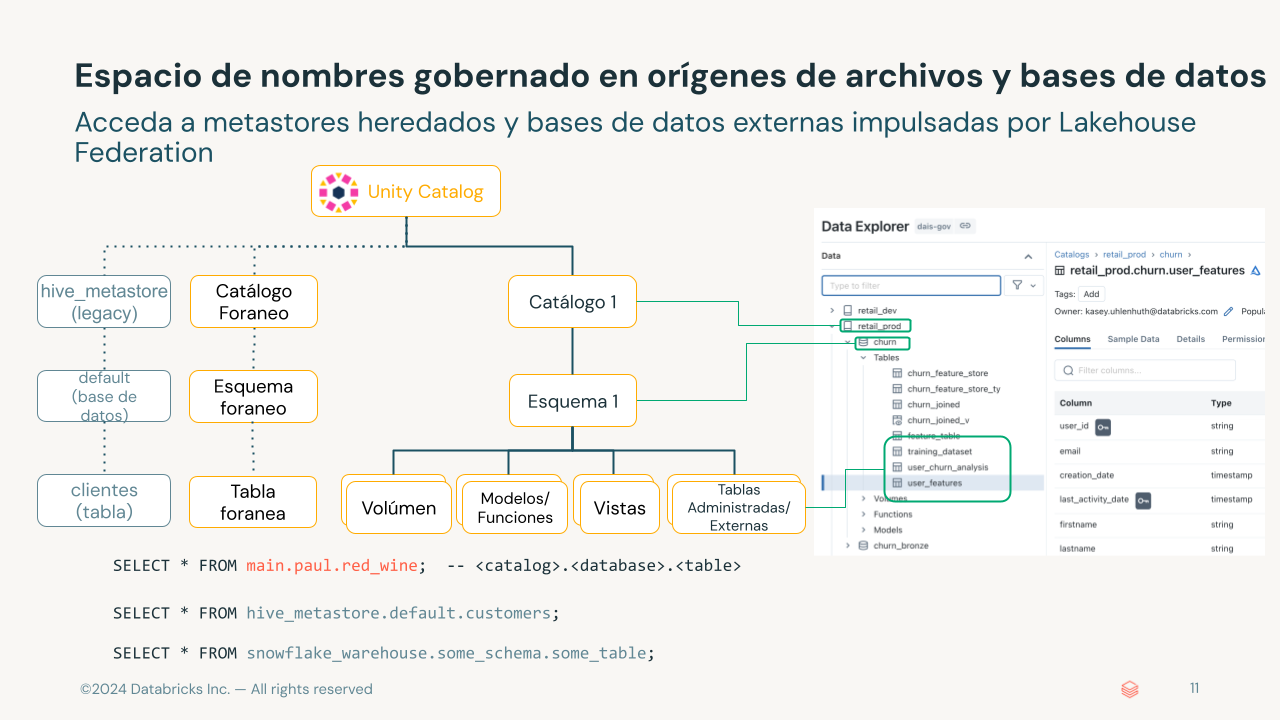 Espacio de nombres gobernado en orígenes de archivos y bases de datos
Acceda a metastores heredados y bases de datos externas impulsadas por Lakehouse
Federation
Unity Catalog
hive_metastore
(legacy)
Catálogo
Foraneo
Catálogo 1
default
(base de
datos)
Esquema
foraneo
Esquema 1
clientes
(tabla)
Tabla
foranea
Volúmen
Modelos/
Funciones
Vistas
Tablas
Administradas/
Externas
Data Explorer dais-gov
Data
Type to filter
retail_dev
retail_prod
churn
Tables
churn_feature_store
churn_feature_store_ty
churn_joined
churn_joined_v
feature_table
training_dataset
user_churn_analysis
user_features
Volumes
Functions
Models
churn_bronze
Catalogs > retail_prod > churn >
retail_prod.churn.user_features
Tags: Add
Owner: kasey.uhlenhuth@databricks.com Popula
Columns Sample Data Details Permission
Filter columns...
Column Type
user_id string
email string
creation_date timestamp
last_activity_date timestamp
firstname string
lastname string
SELECT * FROM main.paul.red_wine; -- <catalog>.<database>.<table>
SELECT * FROM hive_metastore.default.customers;
SELECT * FROM snowflake_warehouse.some_schema.some_table;
©2024 Databricks Inc. — All rights reserved
11